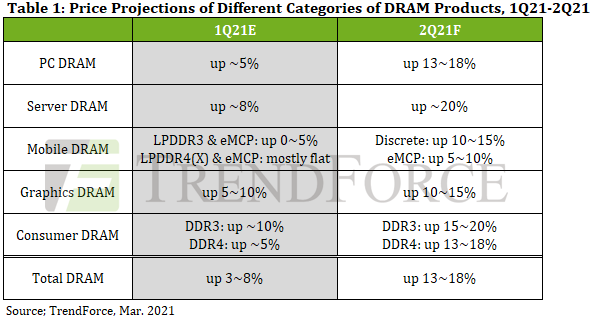 Table 1: Price Projections of Different Categories of DRAM Products, 1Q21-2Q21
1Q21E 2Q21F
PC DRAM up ~5% up 13~18%
Server DRAM up ~8% up ~20%
Mobile DRAM LPDDR3 & eMCP: up 0~5% Discrete: up 10~15%
LPDDR4(X) & eMCP: mostly flat eMCP: up 5~10%
TRENDFORCE
Graphics DRAM up 5~10% up 10~15%
Consumer DRAM DDR3: up ~10% DDR3: up 15~20%
DDR4: up ~5% DDR4: up 13~18%
Total DRAM up 3~8% up 13~18%
Source; TrendForce, Mar. 2021